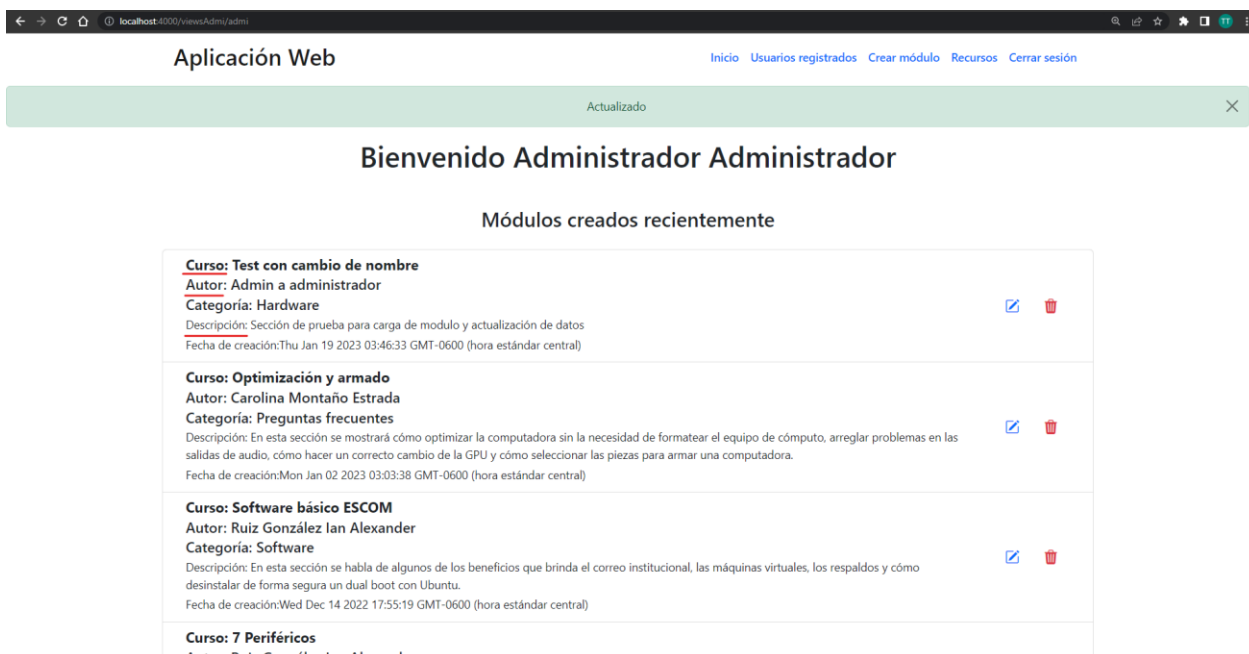 localhost:4000/viewsAdmi/admi
TT
Aplicación Web
Inicio Usuarios registrados Crear módulo Recursos Cerrar sesión
Actualizado
Bienvenido Administrador Administrador
Módulos creados recientemente
Curso: Test con cambio de nombre
Autor: Admin a administrador
Categoría: Hardware
Descripción: Sección de prueba para carga de modulo y actualización de datos
Fecha de creación:Thu Jan 19 2023 03:46:33 GMT-0600 (hora estándar central)
Curso: Optimización y armado
Autor: Carolina Montaño Estrada
Categoría: Preguntas frecuentes
Descripción: En esta sección se mostrará cómo optimizar la computadora sin la necesidad de formatear el equipo de cómputo, arreglar problemas en las
salidas de audio, cómo hacer un correcto cambio de la GPU y cómo seleccionar las piezas para armar una computadora.
Fecha de creación:Mon Jan 02 2023 03:03:38 GMT-0600 (hora estándar central)
Curso: Software básico ESCOM
Autor: Ruiz González Ian Alexander
Categoría: Software
Descripción: En esta sección se habla de algunos de los beneficios que brinda el correo institucional, las máquinas virtuales, los respaldos y cómo
desinstalar de forma segura un dual boot con Ubuntu.
Fecha de creación:Wed Dec 14 2022 17:55:19 GMT-0600 (hora estándar central)
Curso: 7 Periféricos